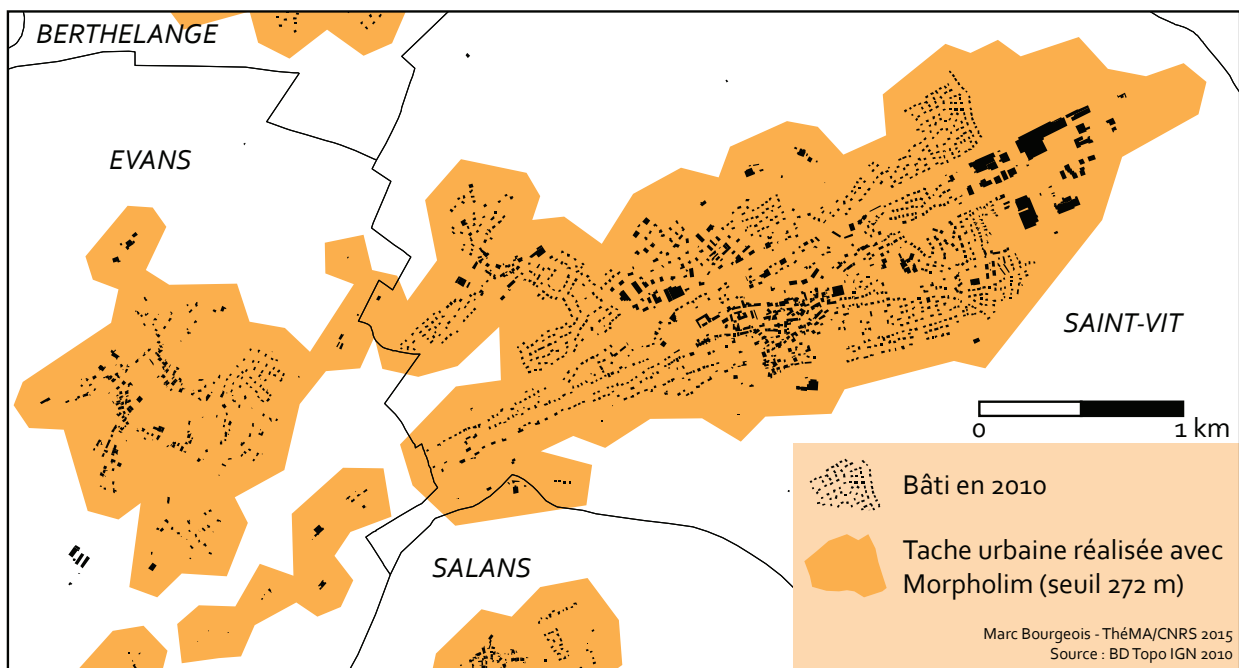 BERTHELANGE
EVANS
SAINT-VIT
0 1 km
SALANS
Bâti en 2010
Tache urbaine réalisée avec
Morpholim (seuil 272 m)
Marc Bourgeois - ThéMA/CNRS 2015
Source : BD Topo IGN 2010